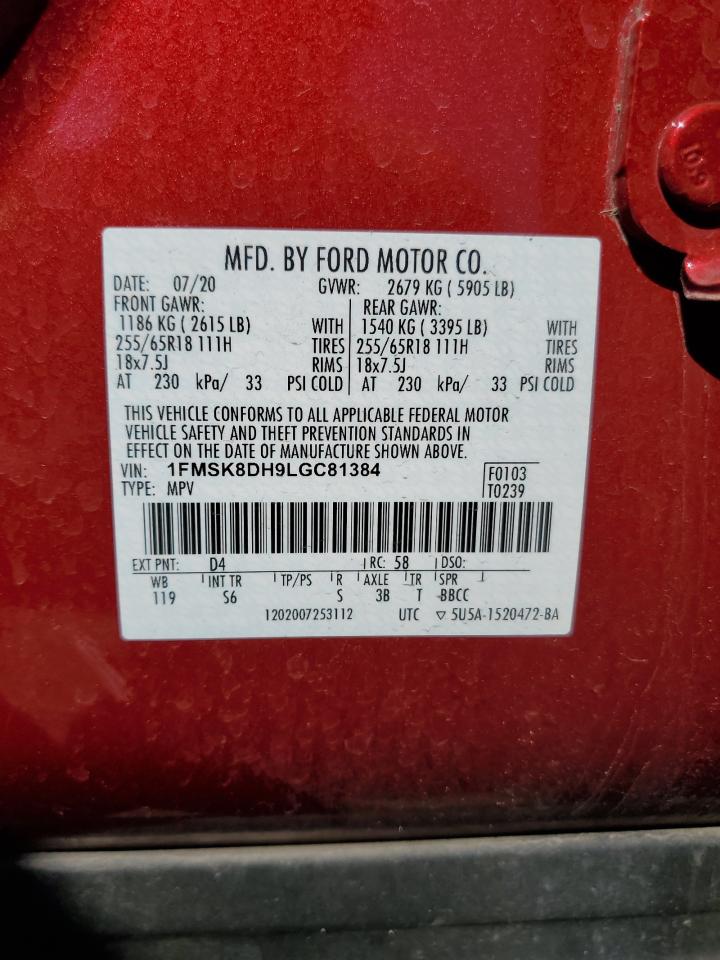 MFD. BY FORD MOTOR CO.
DATE: 07/20 GVWR: 2679 KG ( 5905 LB)
FRONT GAWR: REAR GAWR:
1186 KG ( 2615 LB) WITH 1540 KG ( 3395 LB) WITH
255/65R18 111H TIRES 255/65R18 111H TIRES
18x7.5J RIMS 18x7.5J RIMS
AT 230 kPa/ 33 PSI COLD AT 230 kPa/ 33 PSI COLD
THIS VEHICLE CONFORMS TO ALL APPLICABLE FEDERAL MOTOR
VEHICLE SAFETY AND THEFT PREVENTION STANDARDS IN
EFFECT ON THE DATE OF MANUFACTURE SHOWN ABOVE.
VIN: 1FMSK8DH9LGC81384 F0103
TYPE: MPV T0239
EXT PNT: D4 RC: 58 DSO:
WB INT TR TP/PS R AXLE TR SPR
119 S6 S 3B T BBCC
1202007253112 UTC ▽ 5U5A-1520472-BA